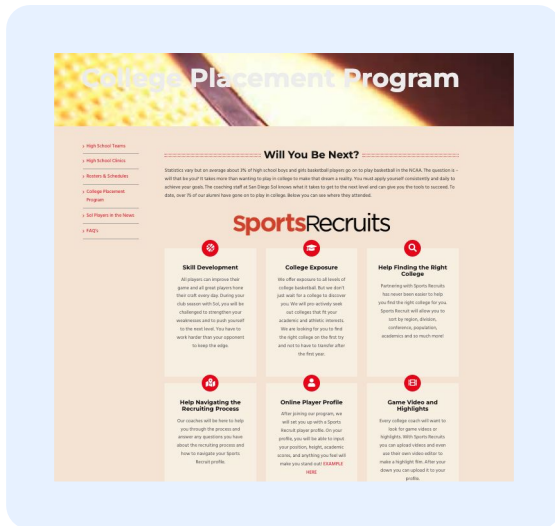 College Placement Program
> High School Teams
> High School Clinics
> Rosters & Schedules
> College Placement
Program
> Sol Players in the News
> FAQ's
Will You Be Next?
Statistics vary but on average about 3% of high school boys and girls basketball players go on to play basketball in the NCAA. The question –
will that be you? It takes more than wanting to play in college to make that dream a reality. You must apply yourself consistently and daily to
achieve your goals. The coaching staff at San Diego Sol knows what it takes to get to the next level and can give you the tools to succeed. To
date, over 75 of our alumni have gone on to play in college. Below you can see where they attended.
SportsRecruits
Skill Development
All players can improve their
game and all great players hone
their craft every day. During your
club season with Sol, you will be
challenged to strengthen your
weaknesses and to push yourself
to the next level. You have to
work harder than your opponent
to keep the edge.
College Exposure
We offer exposure to all levels of
college basketball. But we don't
just wait for a college to discover
you. We will pro actively seek
out colleges that fit your
academic and athletic interests.
We are looking for you to find
the right college on the first try
and not to have to transfer after
the first year.
Help Finding the Right
College
Partnering with Sports Recruits
has never been easier to help
you find the right college for you.
Sports Recruit will allow you to
sort by region, division,
conference, population,
academics and so much more!
Help Navigating the
Recruiting Process
Our coaches will be here to help
you through the process and
answer any questions you have
about the recruiting process and
how to navigate your Sports
Recruit profile.
Online Player Profile
After joining our program, we
will set you up with a Sports
Recruit player profile. On your
profile, you will be able to input
your position, height, academic
scores, and anything you feel will
make you stand out! EXAMPLE
HERE
Game Video and
Highlights
Every college coach will want to
look for game videos or
highlights. With Sports Recruits
you can upload videos and even
use their own video editor to
make a highlight film. After your
down you can upload it to your
profile.